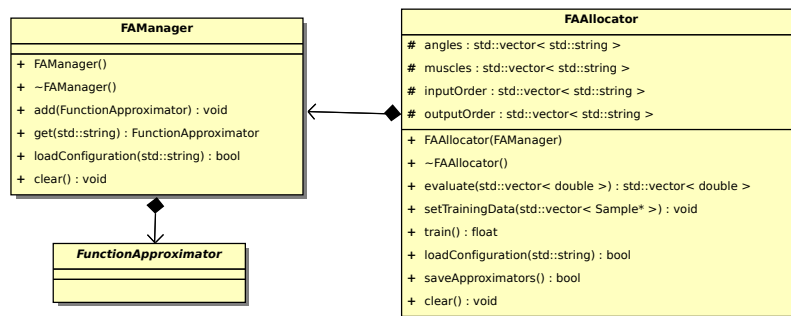 FAManager
+ FAManager()
+ ~FAManager()
+ add(FunctionApproximator) : void
+ get(std::string) : FunctionApproximator
+ loadConfiguration(std::string) : bool
+ clear() : void
FunctionApproximator
FAAllocator
# angles : std::vector< std::string >
# muscles : std::vector< std::string >
# inputOrder : std::vector< std::string >
# outputOrder : std::vector< std::string >
+ FAAllocator(FAManager)
+ ~FAAllocator()
+ evaluate(std::vector< double >) : std::vector< double >
+ setTrainingData(std::vector< Sample* >) : void
+ train() : float
+ loadConfiguration(std::string) : bool
+ saveApproximators() : bool
+ clear() : void